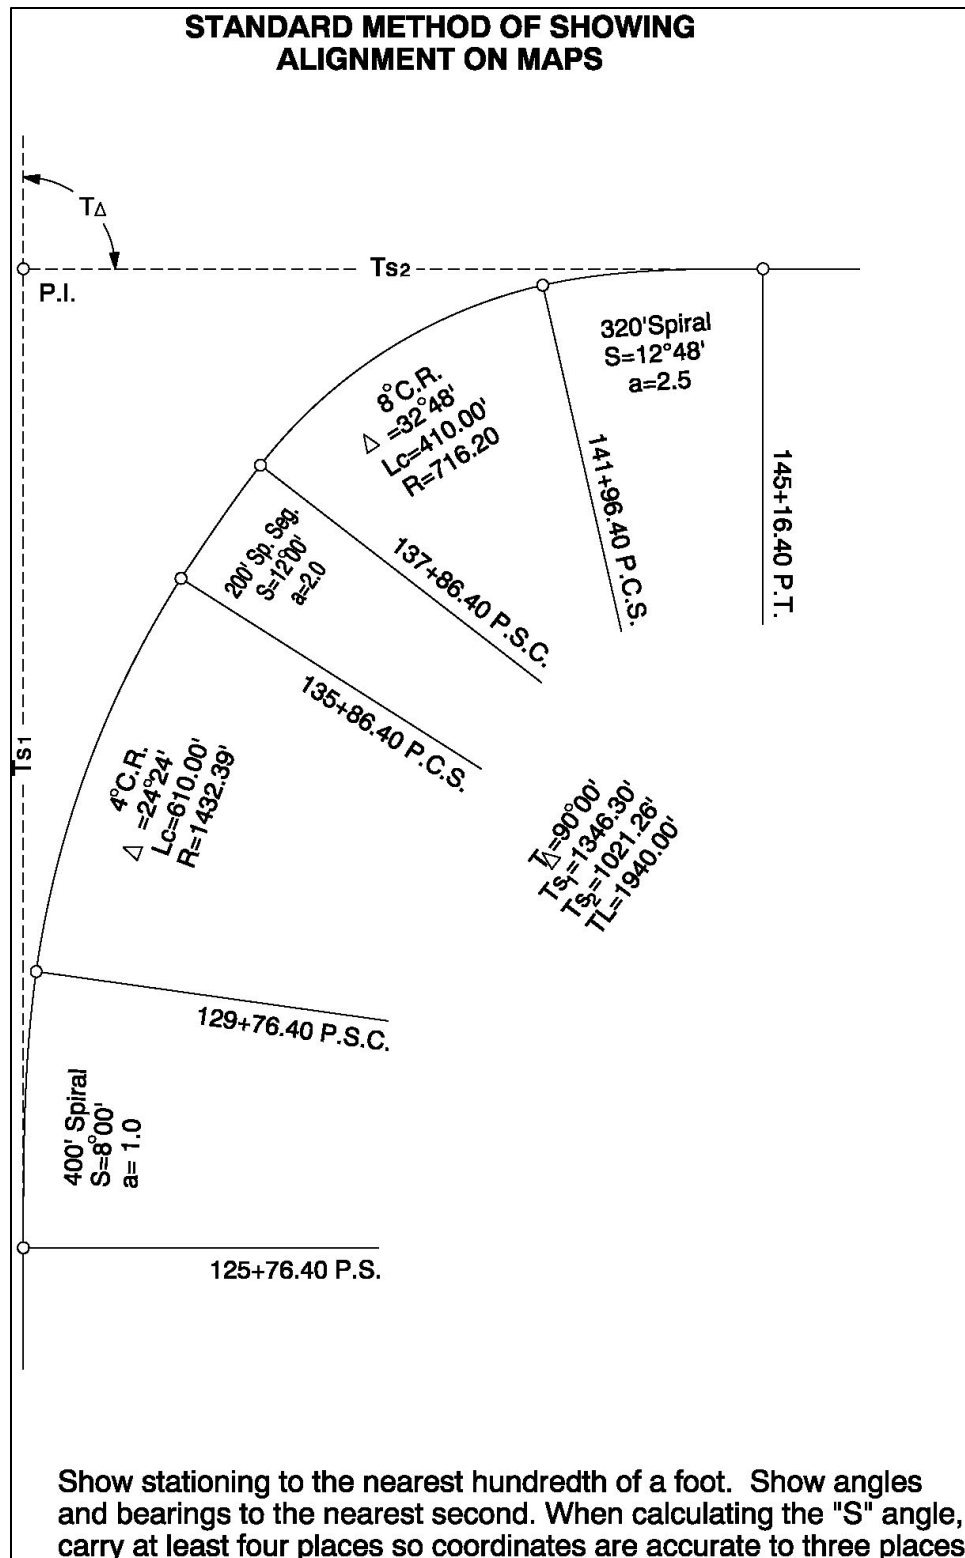 STANDARD METHOD OF SHOWING
ALIGNMENT ON MAPS
T∆
Ts2
P.I.
320'Spiral
S=12°48'
a=2.5
8°C.R.
∆ =32°48'
Lc=410.00'
R=716.20
141+96.40 P.C.S.
145+16.40 P.T.
200' Sp. Seg.
S=12°00'
a=2.0
137+86.40 P.S.C.
135+86.40 P.C.S.
Ts1
4°C.R.
∆ =24°24'
Lc=610.00'
R=1432.39'
T∆=90°00'
Ts1=1346.30'
Ts2=1021.26'
TL=1940.00'
129+76.40 P.S.C.
400' Spiral
S=8°00'
a= 1.0
125+76.40 P.S.
Show stationing to the nearest hundredth of a foot.  Show angles
and bearings to the nearest second. When calculating the "S" angle,
carry at least four places so coordinates are accurate to three places